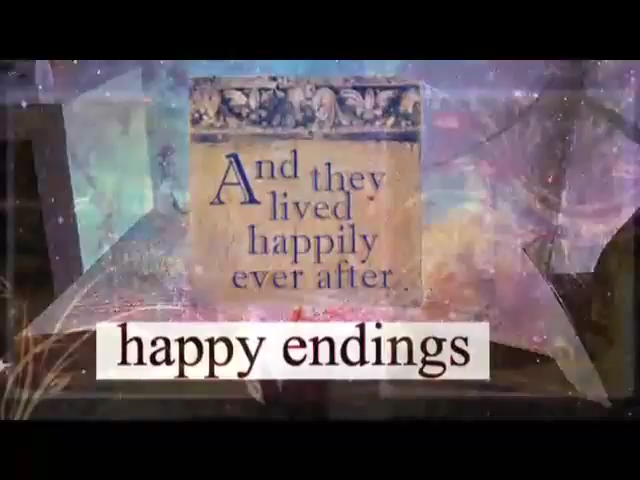 And they
lived
happily
ever after
happy endings